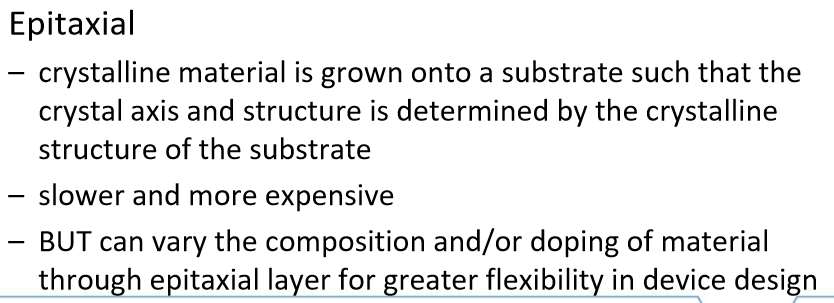 Epitaxial
– crystalline material is grown onto a substrate such that the
crystal axis and structure is determined by the crystalline
structure of the substrate
– slower and more expensive
– BUT can vary the composition and/or doping of material
through epitaxial layer for greater flexibility in device design